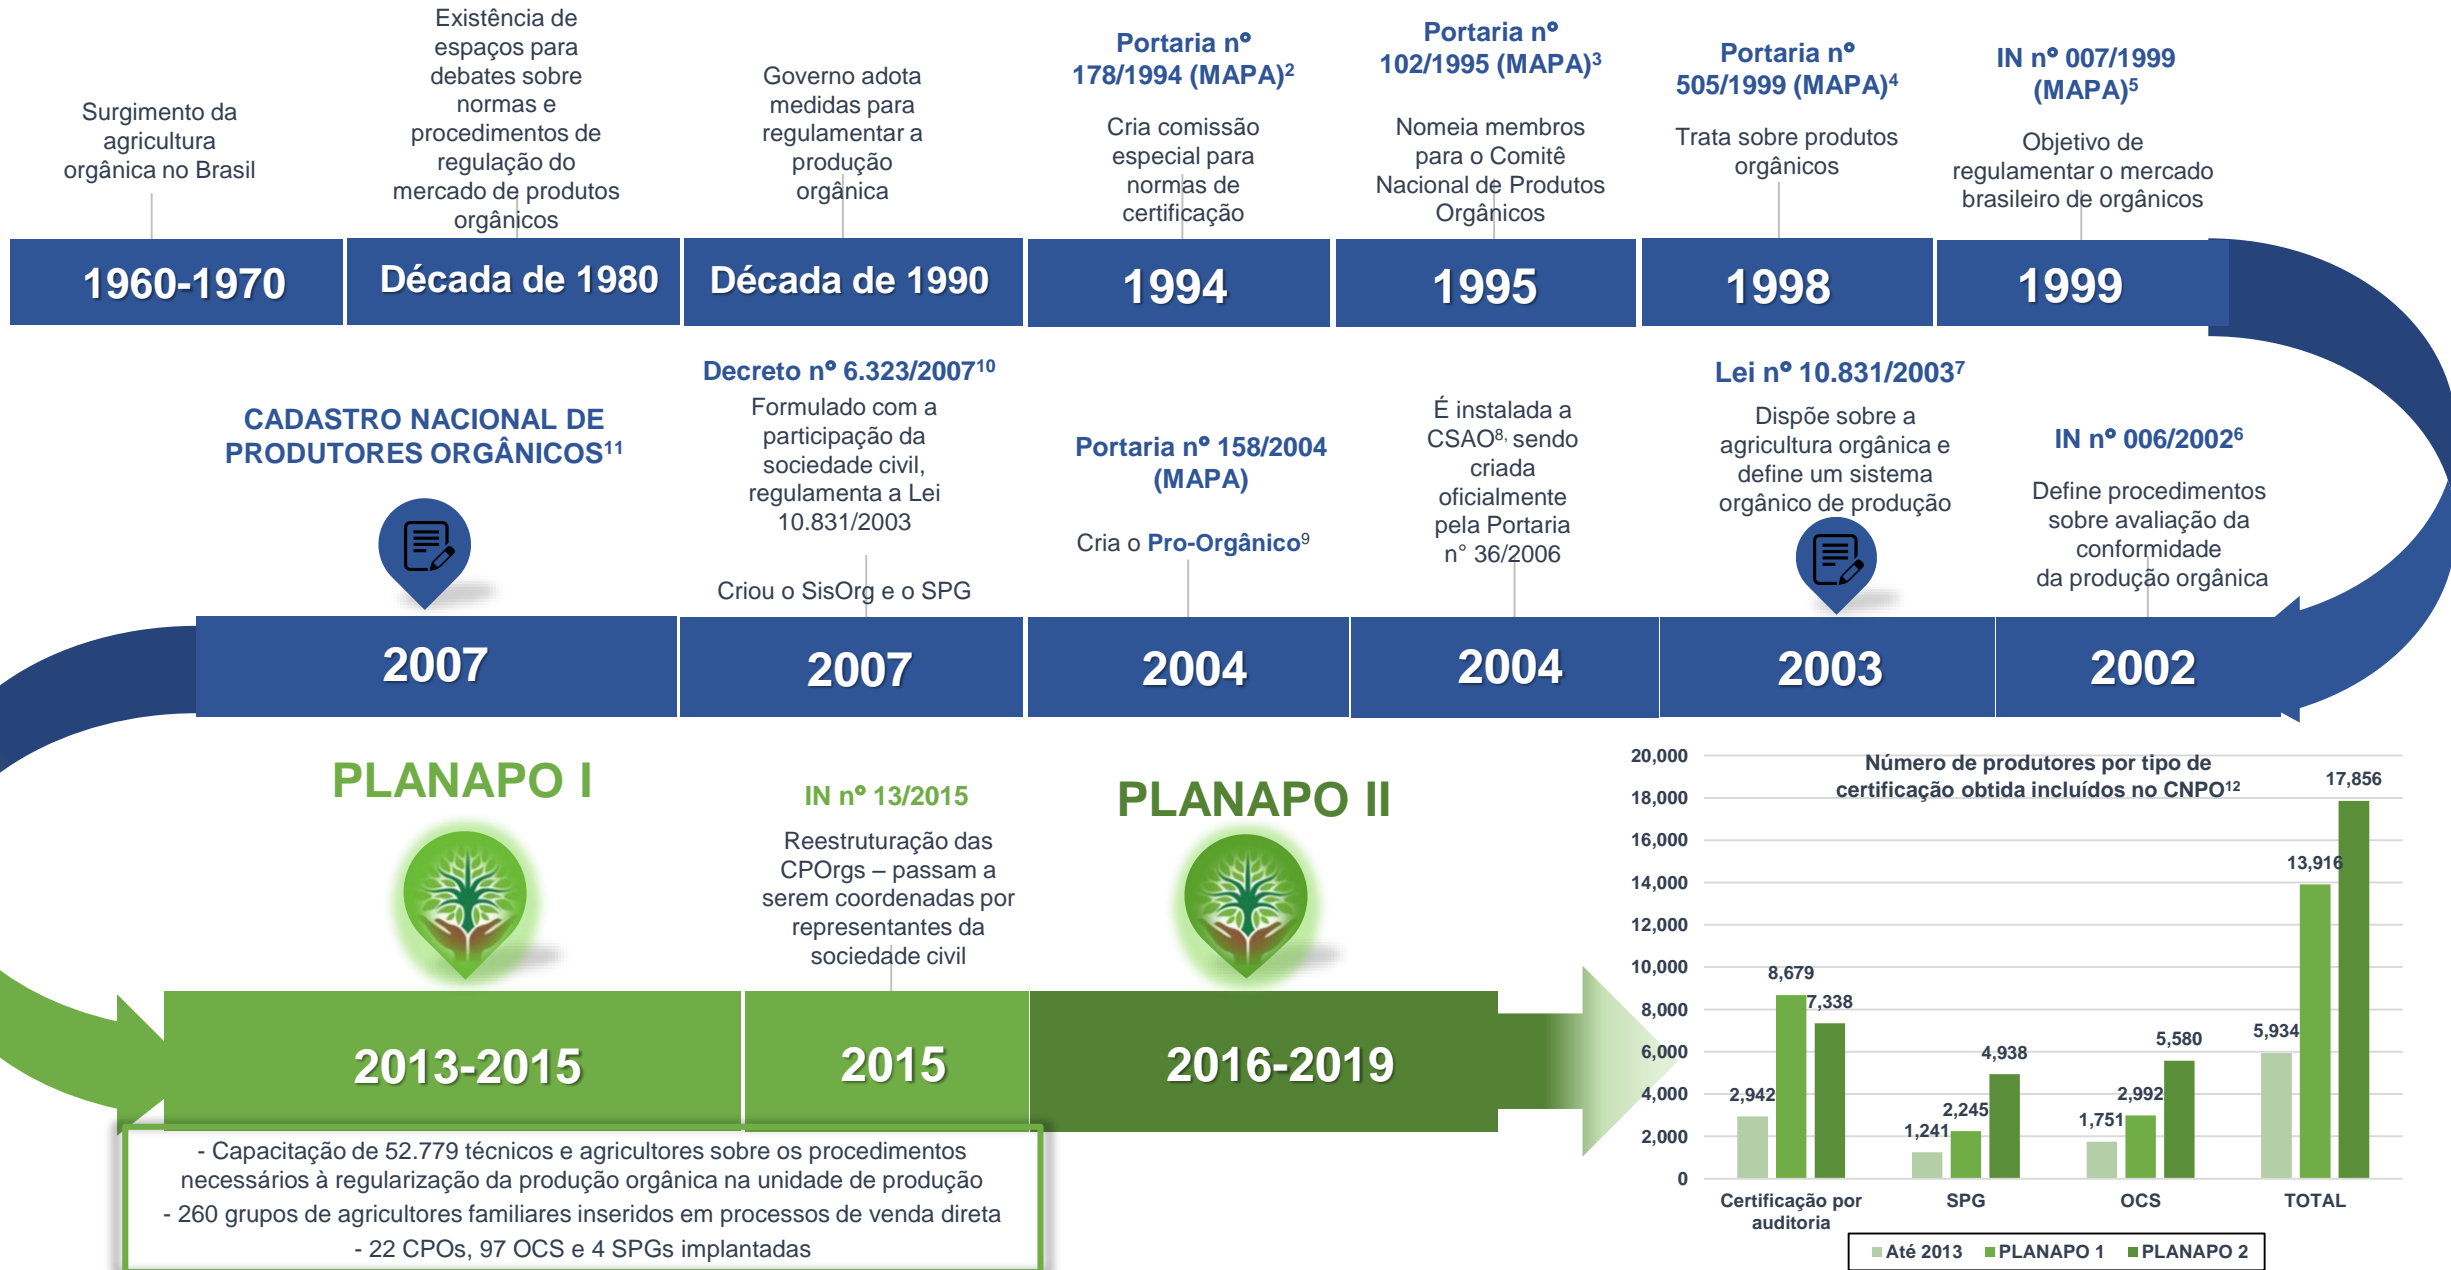 Surgimento da
agricultura
orgânica no Brasil
1960-1970
Existência de
espaços para
debates sobre
normas e
procedimentos de
regulação do
mercado de produtos
orgânicos
Década de 1980
Governo adota
medidas para
regulamentar a
produção
orgânica
Década de 1990
Portaria nº
178/1994 (MAPA)²
Cria comissão
especial para
normas de
certificação
1994
Portaria nº
102/1995 (MAPA)³
Nomeia membros
para o Comitê
Nacional de Produtos
Orgânicos
1995
Portaria nº
505/1999 (MAPA)⁴
Trata sobre produtos
orgânicos
1998
IN nº 007/1999
(MAPA)⁵
Objetivo de
regulamentar o mercado
brasileiro de orgânicos
1999
CADASTRO NACIONAL DE
PRODUTORES ORGÂNICOS¹¹
2007
Decreto nº 6.323/2007¹⁰
Formulado com a
participação da
sociedade civil,
regulamenta a Lei
10.831/2003
Criou o SisOrg e o SPG
2007
Portaria nº 158/2004
(MAPA)
Cria o Pro-Orgânico⁹
2004
É instalada a
CSAO⁸, sendo
criada
oficialmente
pela Portaria
n° 36/2006
2004
Lei nº 10.831/2003⁷
Dispõe sobre a
agricultura orgânica e
define um sistema
orgânico de produção
2003
IN nº 006/2002⁶
Define procedimentos
sobre avaliação da
conformidade
da produção orgânica
2002
PLANAPO I
2013-2015
IN nº 13/2015
Reestruturação das
CPOrgs – passam a
serem coordenadas por
representantes da
sociedade civil
2015
PLANAPO II
2016-2019
- Capacitação de 52.779 técnicos e agricultores sobre os procedimentos
necessários à regularização da produção orgânica na unidade de produção
- 260 grupos de agricultores familiares inseridos em processos de venda direta
- 22 CPOs, 97 OCS e 4 SPGs implantadas
Número de produtores por tipo de
certificação obtida incluídos no CNPO¹²
20,000
18,000
16,000
14,000
12,000
10,000
8,000
6,000
4,000
2,000
0
2,942
8,679
7,338
1,241
2,245
4,938
1,751
2,992
5,580
5,934
13,916
17,856
Certificação por
auditoria
SPG
OCS
TOTAL
Até 2013 PLANAPO 1 PLANAPO 2